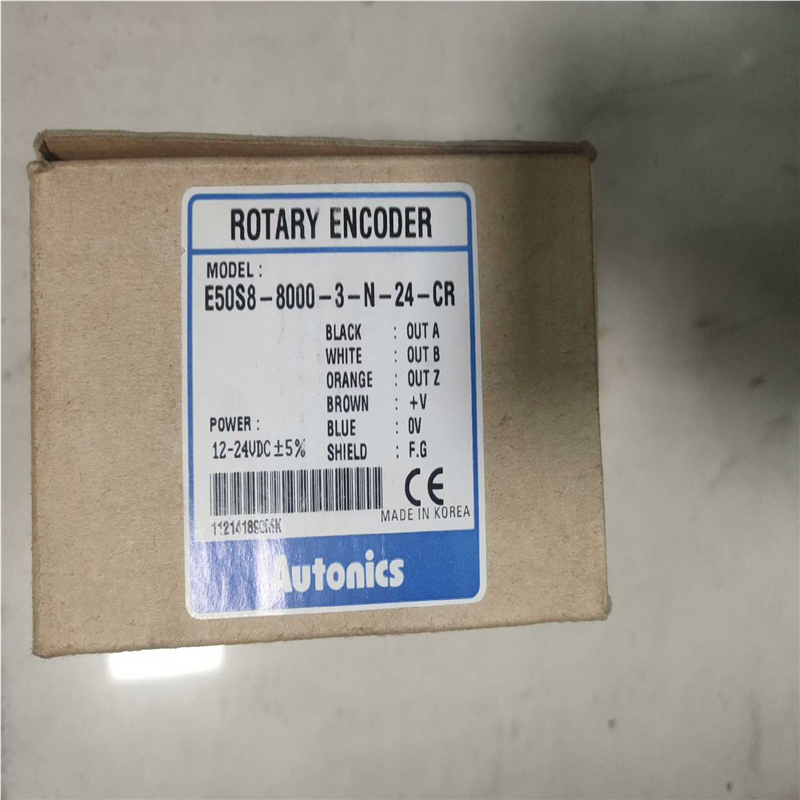 ROTARY ENCODER
MODEL :
E50S8-8000-3-N-24-CR
BLACK : OUT A
WHITE : OUT B
ORANGE : OUT Z
BROWN : +V
POWER :
BLUE : 0V
12-24VDC ±5%
SHIELD : F.G
CE
MADE IN KOREA
Autonics